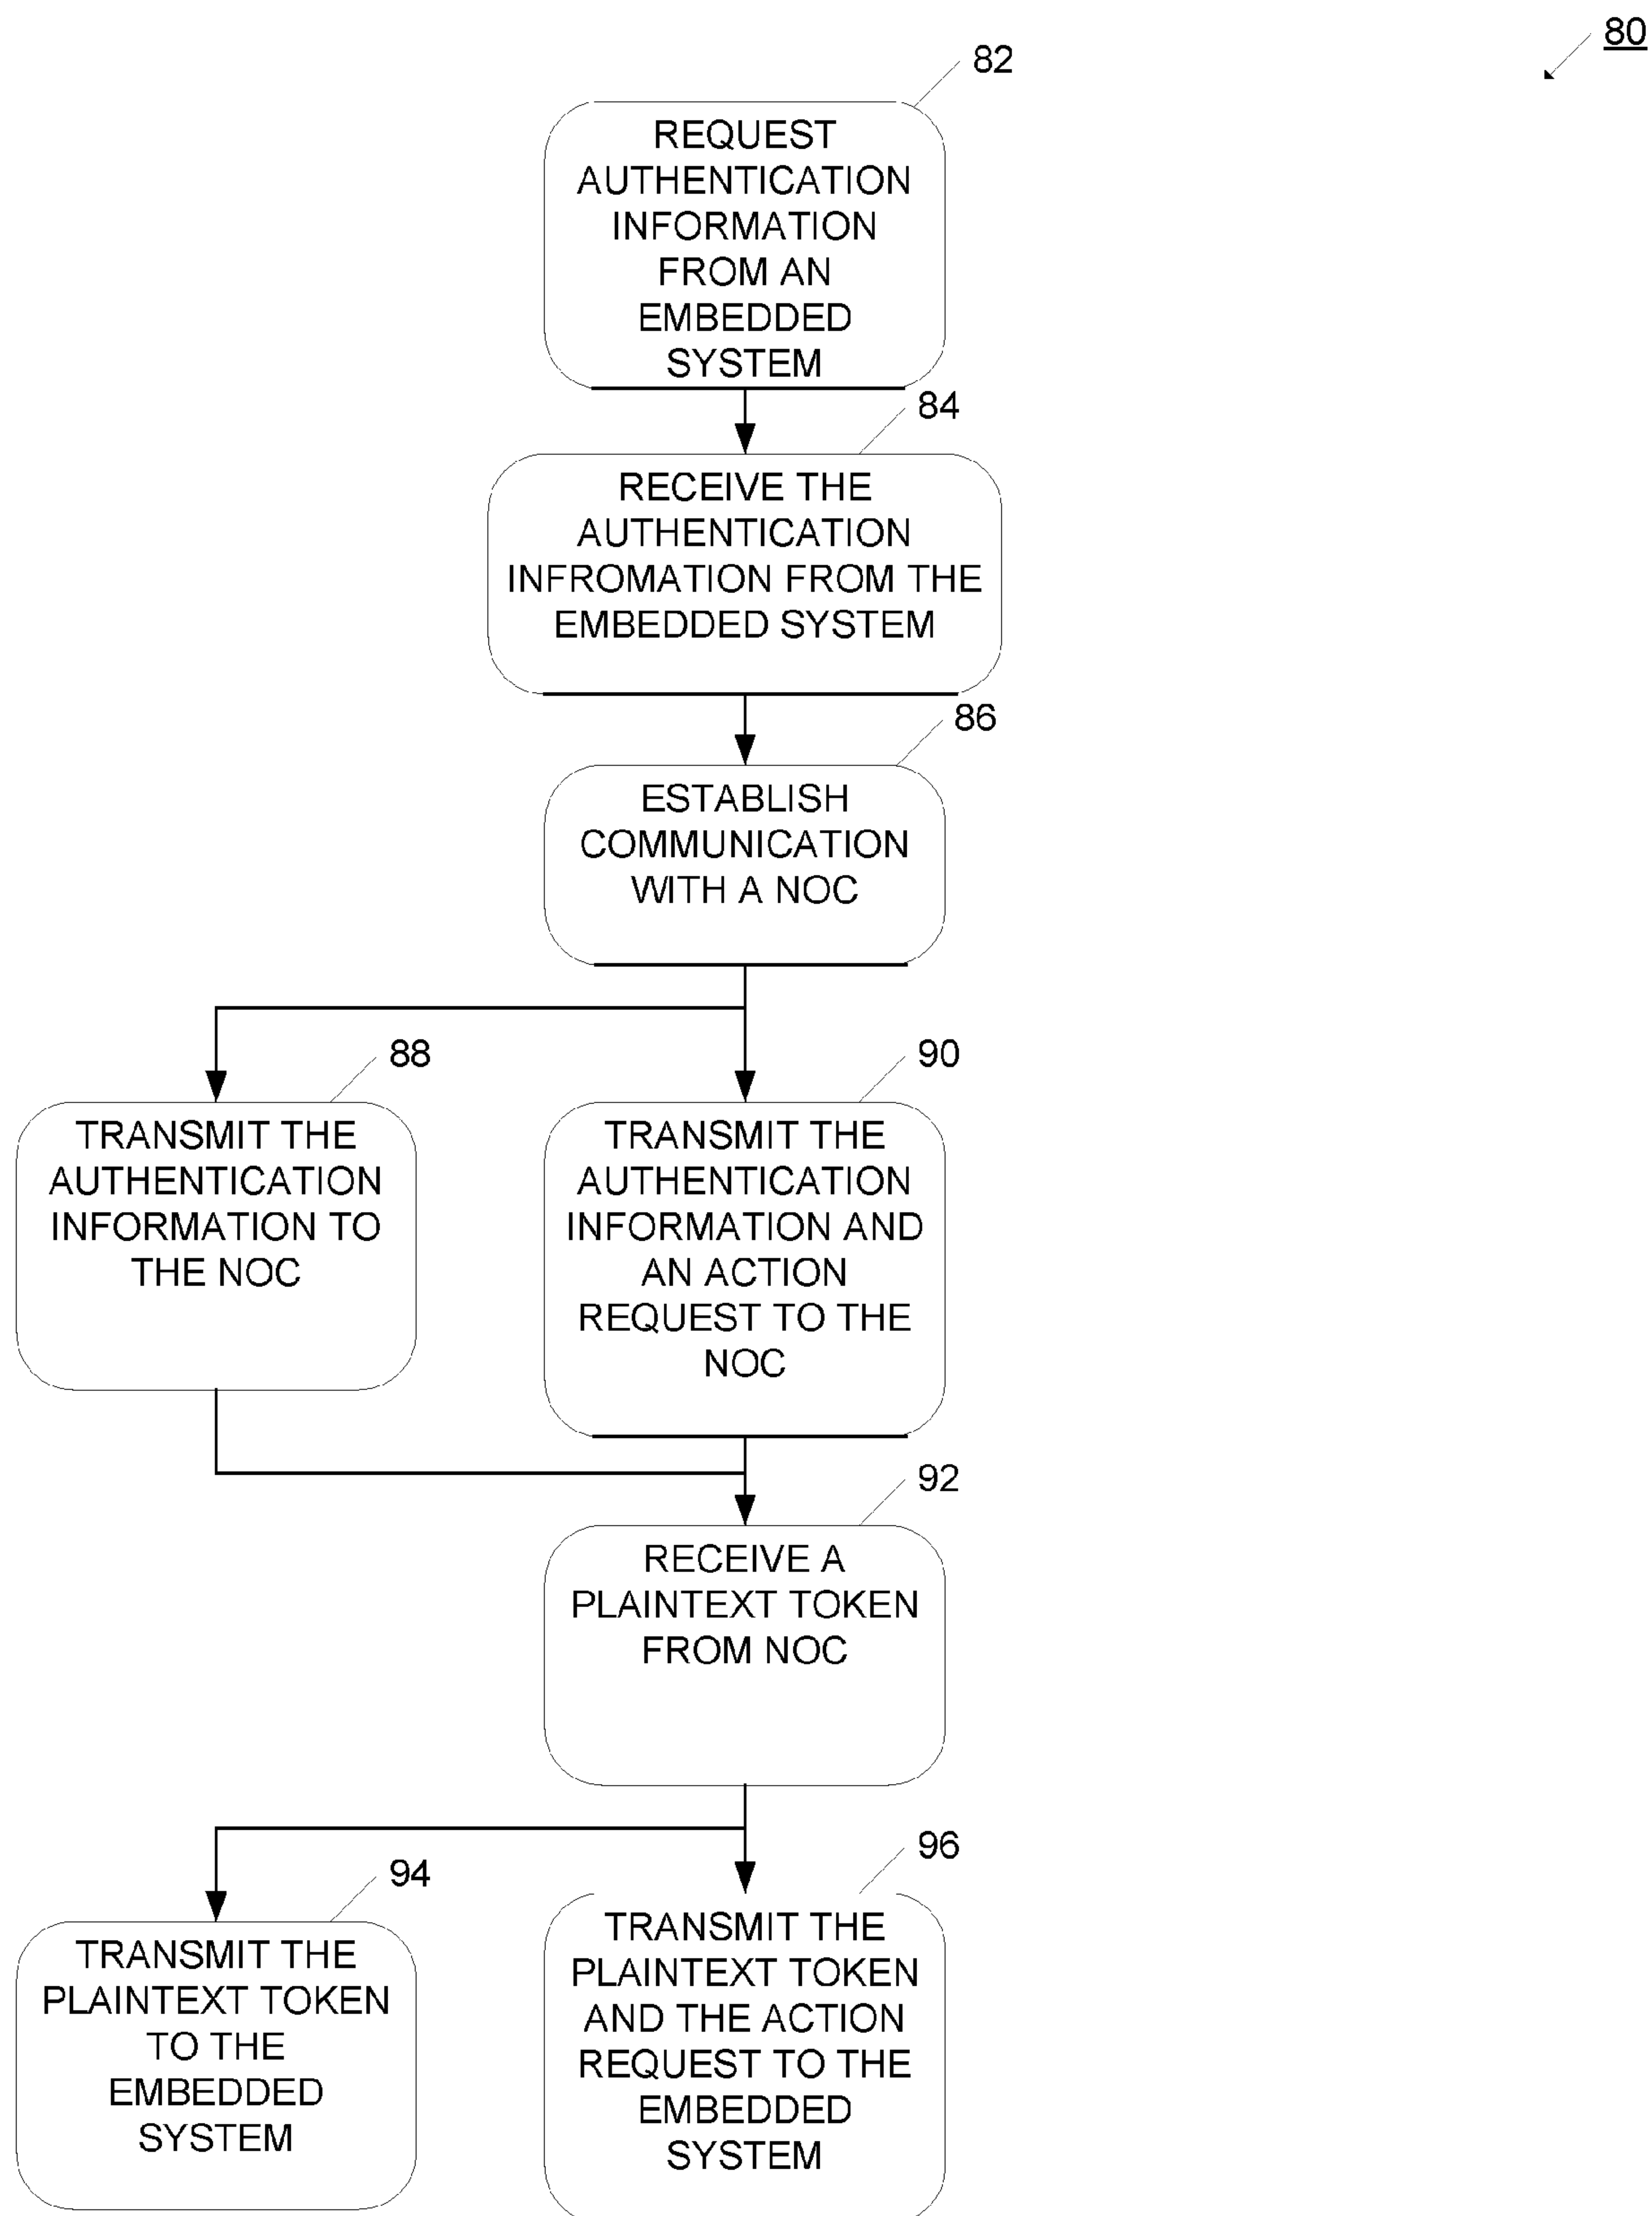 80
82
REQUEST
AUTHENTICATION
INFORMATION
FROM AN
EMBEDDED
SYSTEM
84
RECEIVE THE
AUTHENTICATION
INFROMATION FROM THE
EMBEDDED SYSTEM
86
ESTABLISH
COMMUNICATION
WITH A NOC
88
TRANSMIT THE
AUTHENTICATION
INFORMATION TO
THE NOC
90
TRANSMIT THE
AUTHENTICATION
INFORMATION AND
AN ACTION
REQUEST TO THE
NOC
92
RECEIVE A
PLAINTEXT TOKEN
FROM NOC
94
TRANSMIT THE
PLAINTEXT TOKEN
TO THE
EMBEDDED
SYSTEM
96
TRANSMIT THE
PLAINTEXT TOKEN
AND THE ACTION
REQUEST TO THE
EMBEDDED
SYSTEM